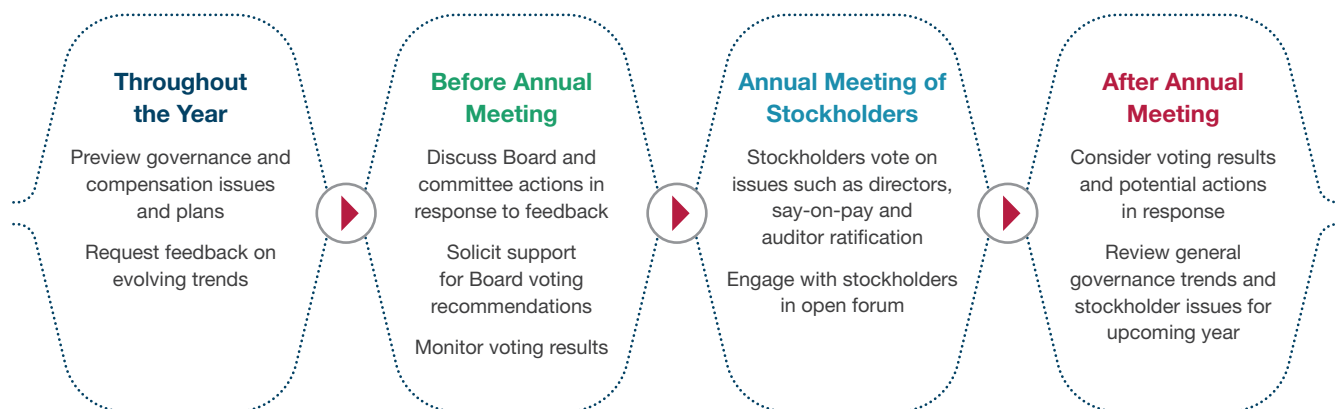 Throughout
the Year
Preview governance and
compensation issues
and plans
Request feedback on
evolving trends
Before Annual
Meeting
Discuss Board and
committee actions in
response to feedback
Solicit support
for Board voting
recommendations
Monitor voting results
Annual Meeting of
Stockholders
Stockholders vote on
issues such as directors,
say-on-pay and
auditor ratification
Engage with stockholders
in open forum
After Annual
Meeting
Consider voting results
and potential actions
in response
Review general
governance trends and
stockholder issues for
upcoming year